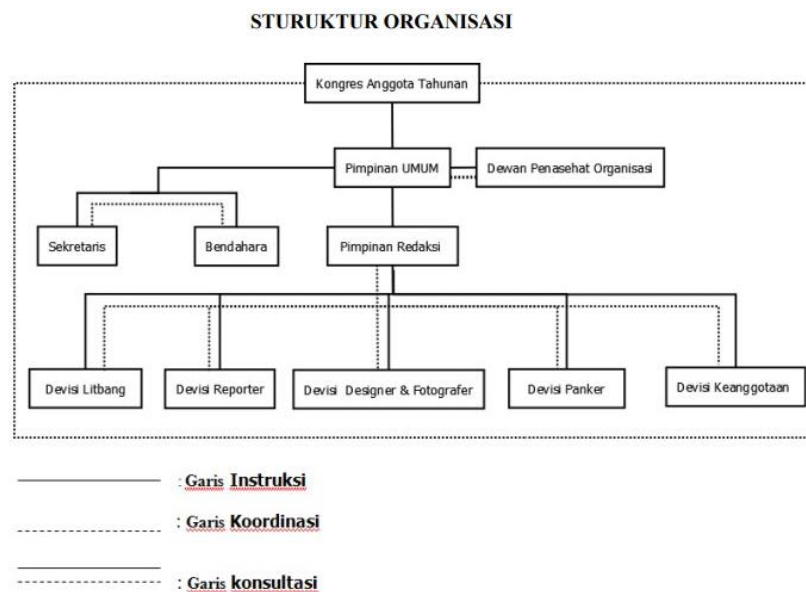 STURUKTUR ORGANISASI
Kongres Anggota Tahunan
Pimpinan UMUM
Dewan Penasehat Organisasi
Sekretaris
Bendahara
Pimpinan Redaksi
Devisi Litbang
Devisi Reporter
Devisi Designer & Fotografer
Devisi Panker
Devisi Keanggotaan
: Garis Instruksi
: Garis Koordinasi
: Garis konsultasi